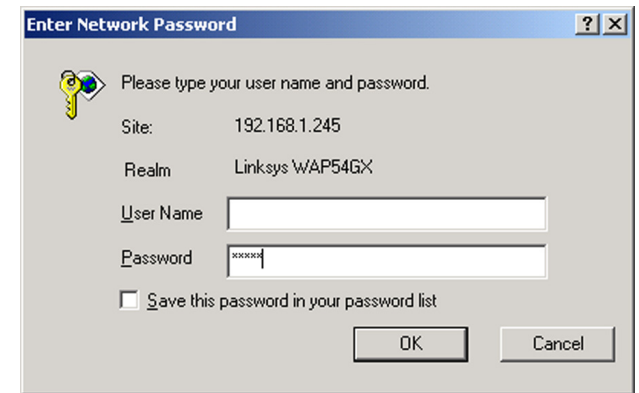 Enter Network Password
Please type your user name and password.
Site: 192.168.1.245
Realm Linksys WAP54GX
User Name
Password xxxxx
Save this password in your password list
OK Cancel